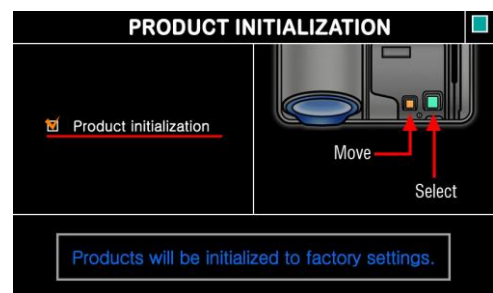 PRODUCT INITIALIZATION
Product initialization
Move
Select
Products will be initialized to factory settings.